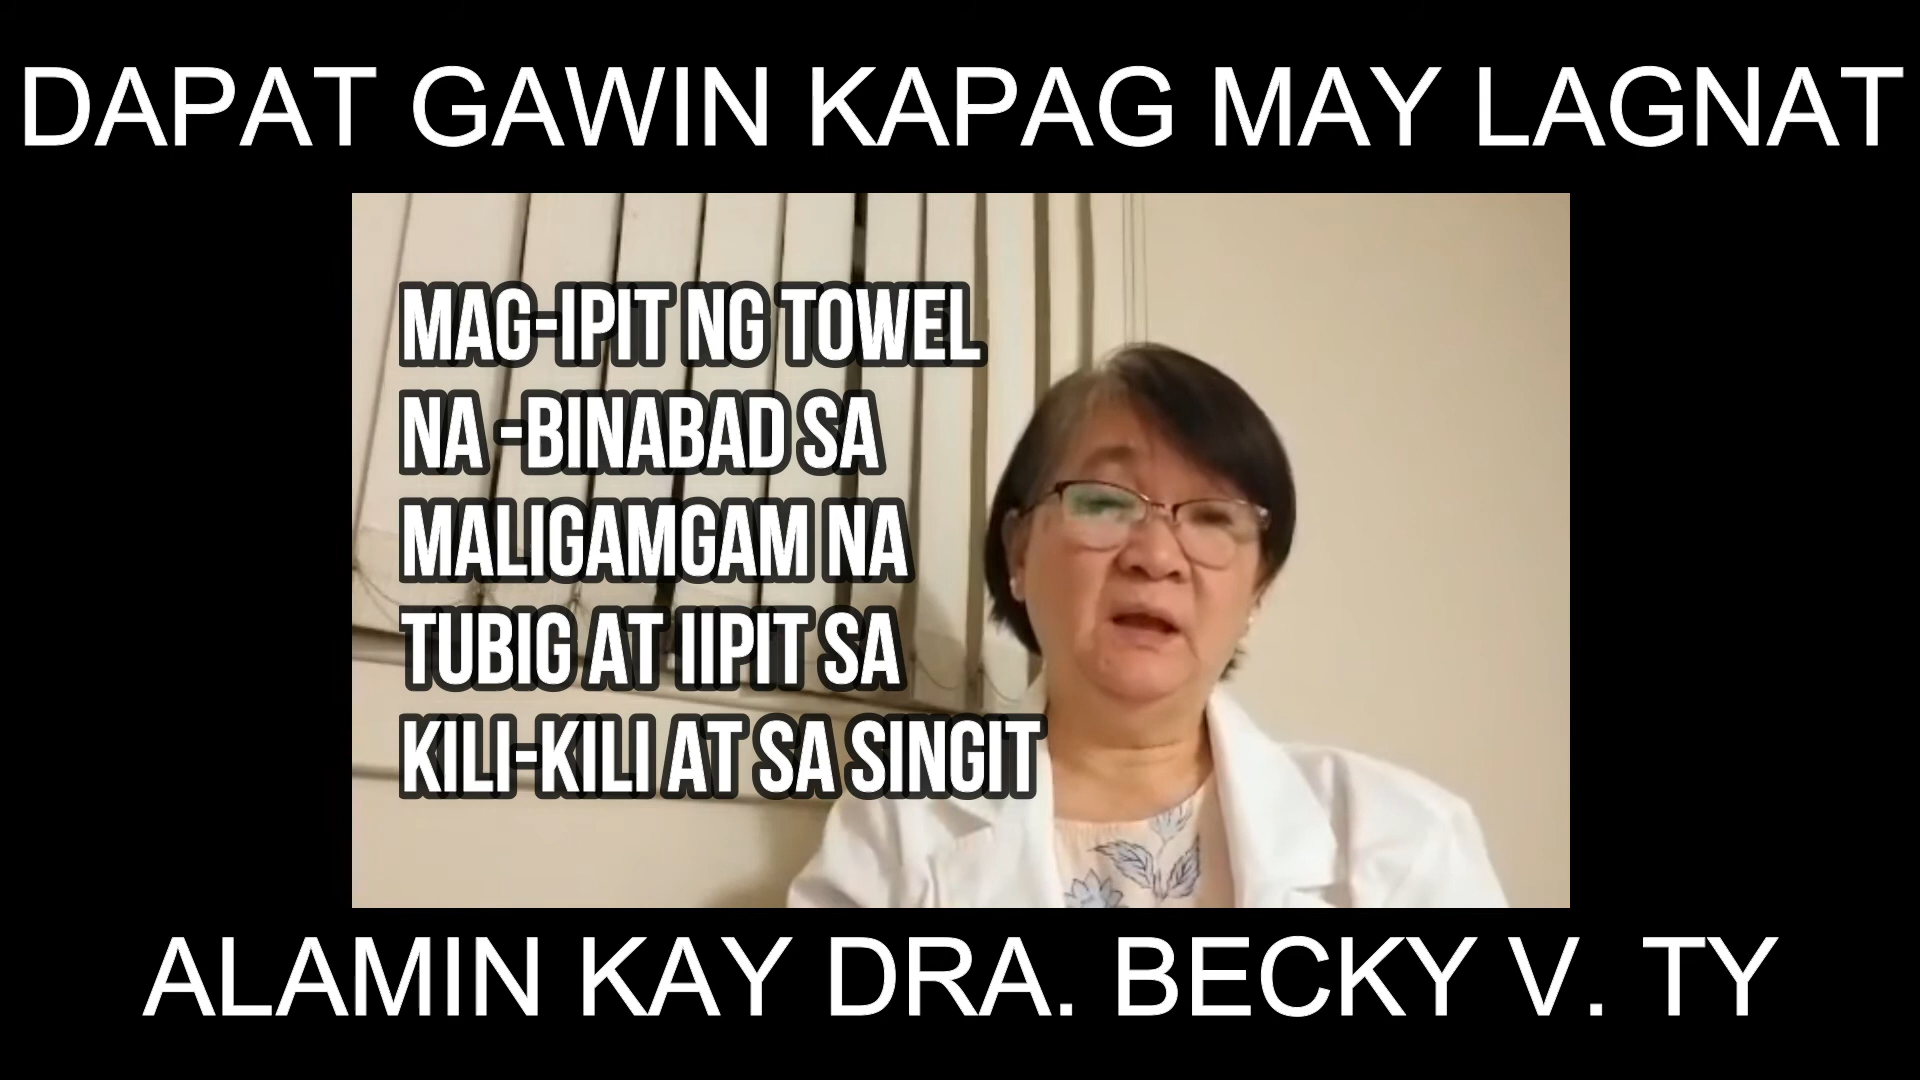 DAPAT GAWIN KAPAG MAY LAGNAT
MAG-IPIT NG TOWEL
NA -BINABAD SA
MALIGAMGAM NA
TUBIG AT IIPIT SA
KILI-KILI AT SA SINGIT
ALAMIN KAY DRA. BECKY V. TY